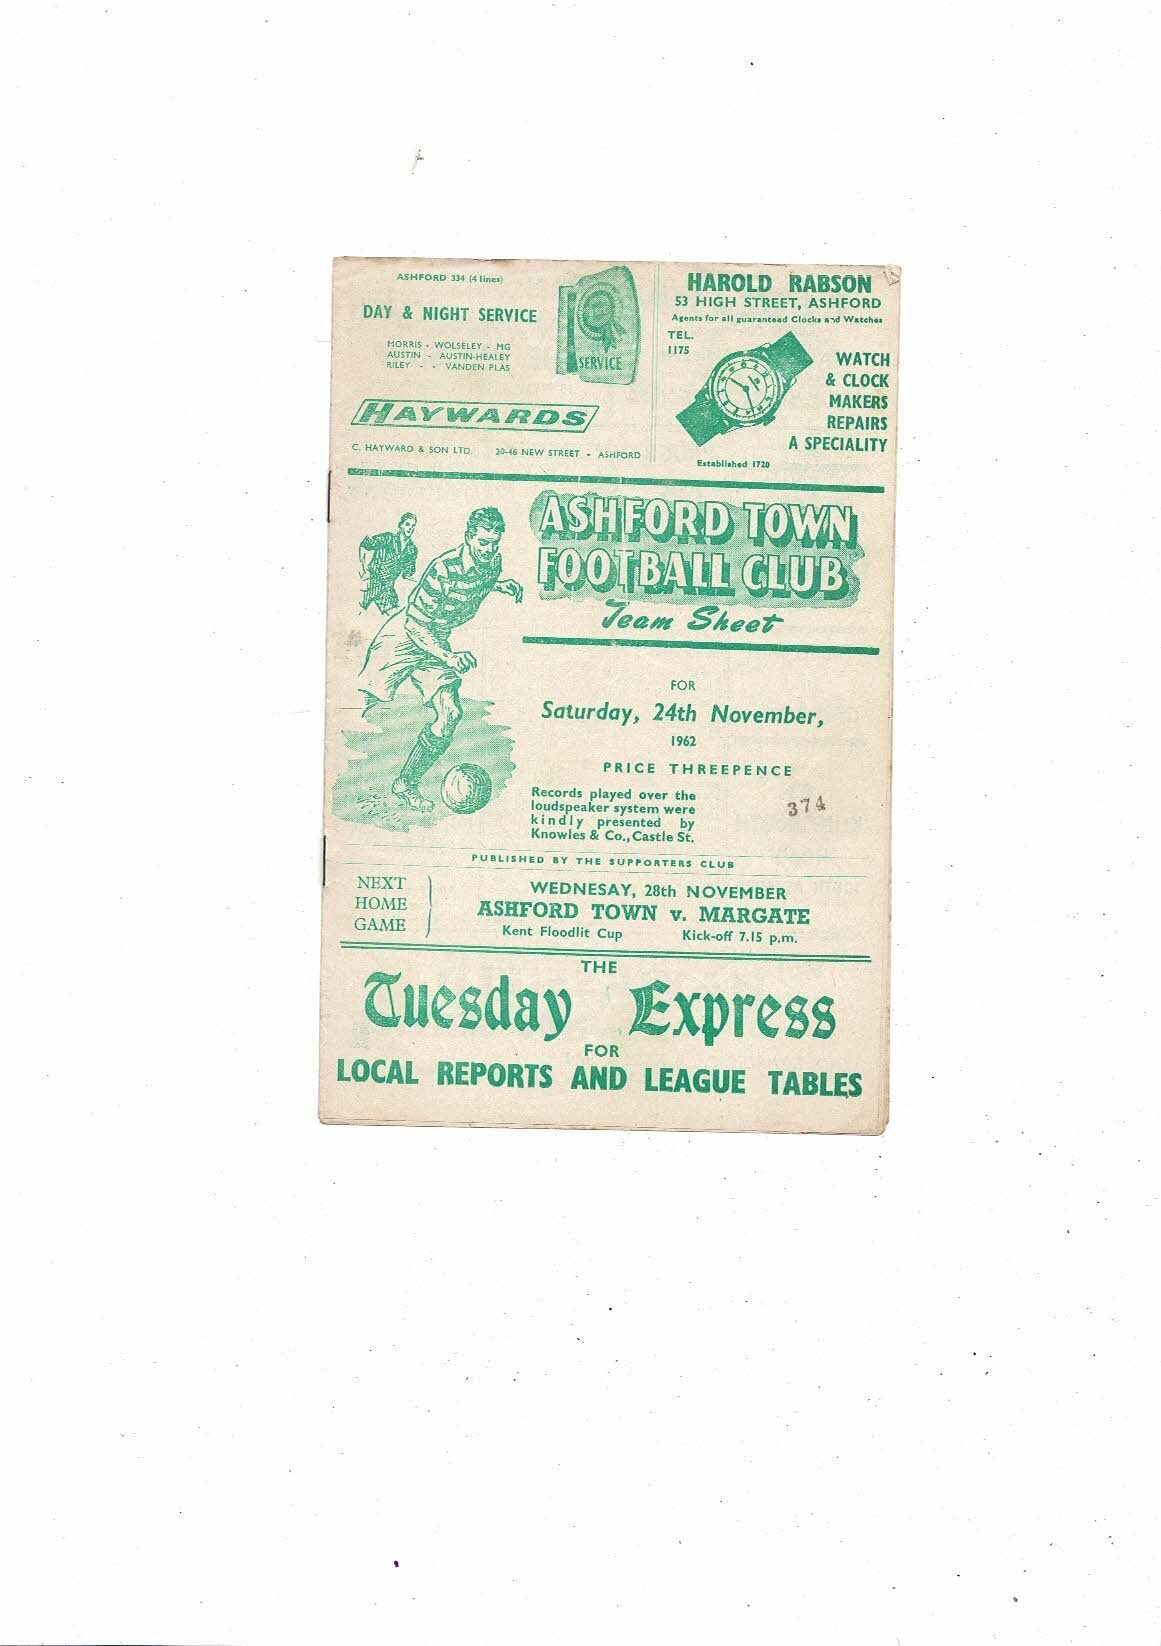 ASHFORD 334 (4 lines)
DAY & NIGHT SERVICE
MORRIS - WOLSELEY - MG
AUSTIN - AUSTIN-HEALEY
RILEY - - VANDEN PLAS
SERVICE
HAYWARDS
C. HAYWARD & SON LTD. 20-46 NEW STREET - ASHFORD
HAROLD RABSON
53 HIGH STREET, ASHFORD
Agents for all guaranteed Clocks and Watches
TEL.
1175
WATCH
& CLOCK
MAKERS
REPAIRS
A SPECIALITY
Established 1720
ASHFORD TOWN
FOOTBALL CLUB
Team Sheet
FOR
Saturday, 24th November,
1962
PRICE THREEPENCE
Records played over the
loudspeaker system were
kindly presented by
Knowles & Co., Castle St.
374
PUBLISHED BY THE SUPPORTERS CLUB
NEXT
HOME
GAME
WEDNESAY, 28th NOVEMBER
ASHFORD TOWN v. MARGATE
Kent Floodlit Cup Kick-off 7.15 p.m.
THE
Tuesday Express
FOR
LOCAL REPORTS AND LEAGUE TABLES